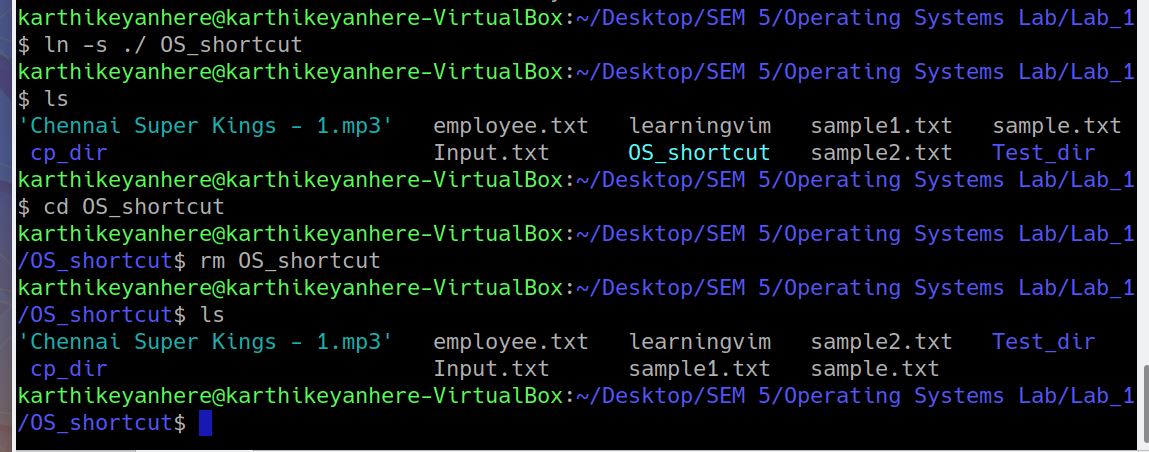 karthikeyanhere@karthikeyanhere-VirtualBox:~/Desktop/SEM 5/Operating Systems Lab/Lab_1
$ ln -s ./ OS_shortcut
karthikeyanhere@karthikeyanhere-VirtualBox:~/Desktop/SEM 5/Operating Systems Lab/Lab_1
$ ls
'Chennai Super Kings - 1.mp3'   employee.txt   learningvim   sample1.txt   sample.txt
 cp_dir                         Input.txt      OS_shortcut   sample2.txt   Test_dir
karthikeyanhere@karthikeyanhere-VirtualBox:~/Desktop/SEM 5/Operating Systems Lab/Lab_1
$ cd OS_shortcut
karthikeyanhere@karthikeyanhere-VirtualBox:~/Desktop/SEM 5/Operating Systems Lab/Lab_1
/OS_shortcut$ rm OS_shortcut
karthikeyanhere@karthikeyanhere-VirtualBox:~/Desktop/SEM 5/Operating Systems Lab/Lab_1
/OS_shortcut$ ls
'Chennai Super Kings - 1.mp3'   employee.txt   learningvim   sample2.txt   Test_dir
 cp_dir                         Input.txt      sample1.txt   sample.txt
karthikeyanhere@karthikeyanhere-VirtualBox:~/Desktop/SEM 5/Operating Systems Lab/Lab_1
/OS_shortcut$